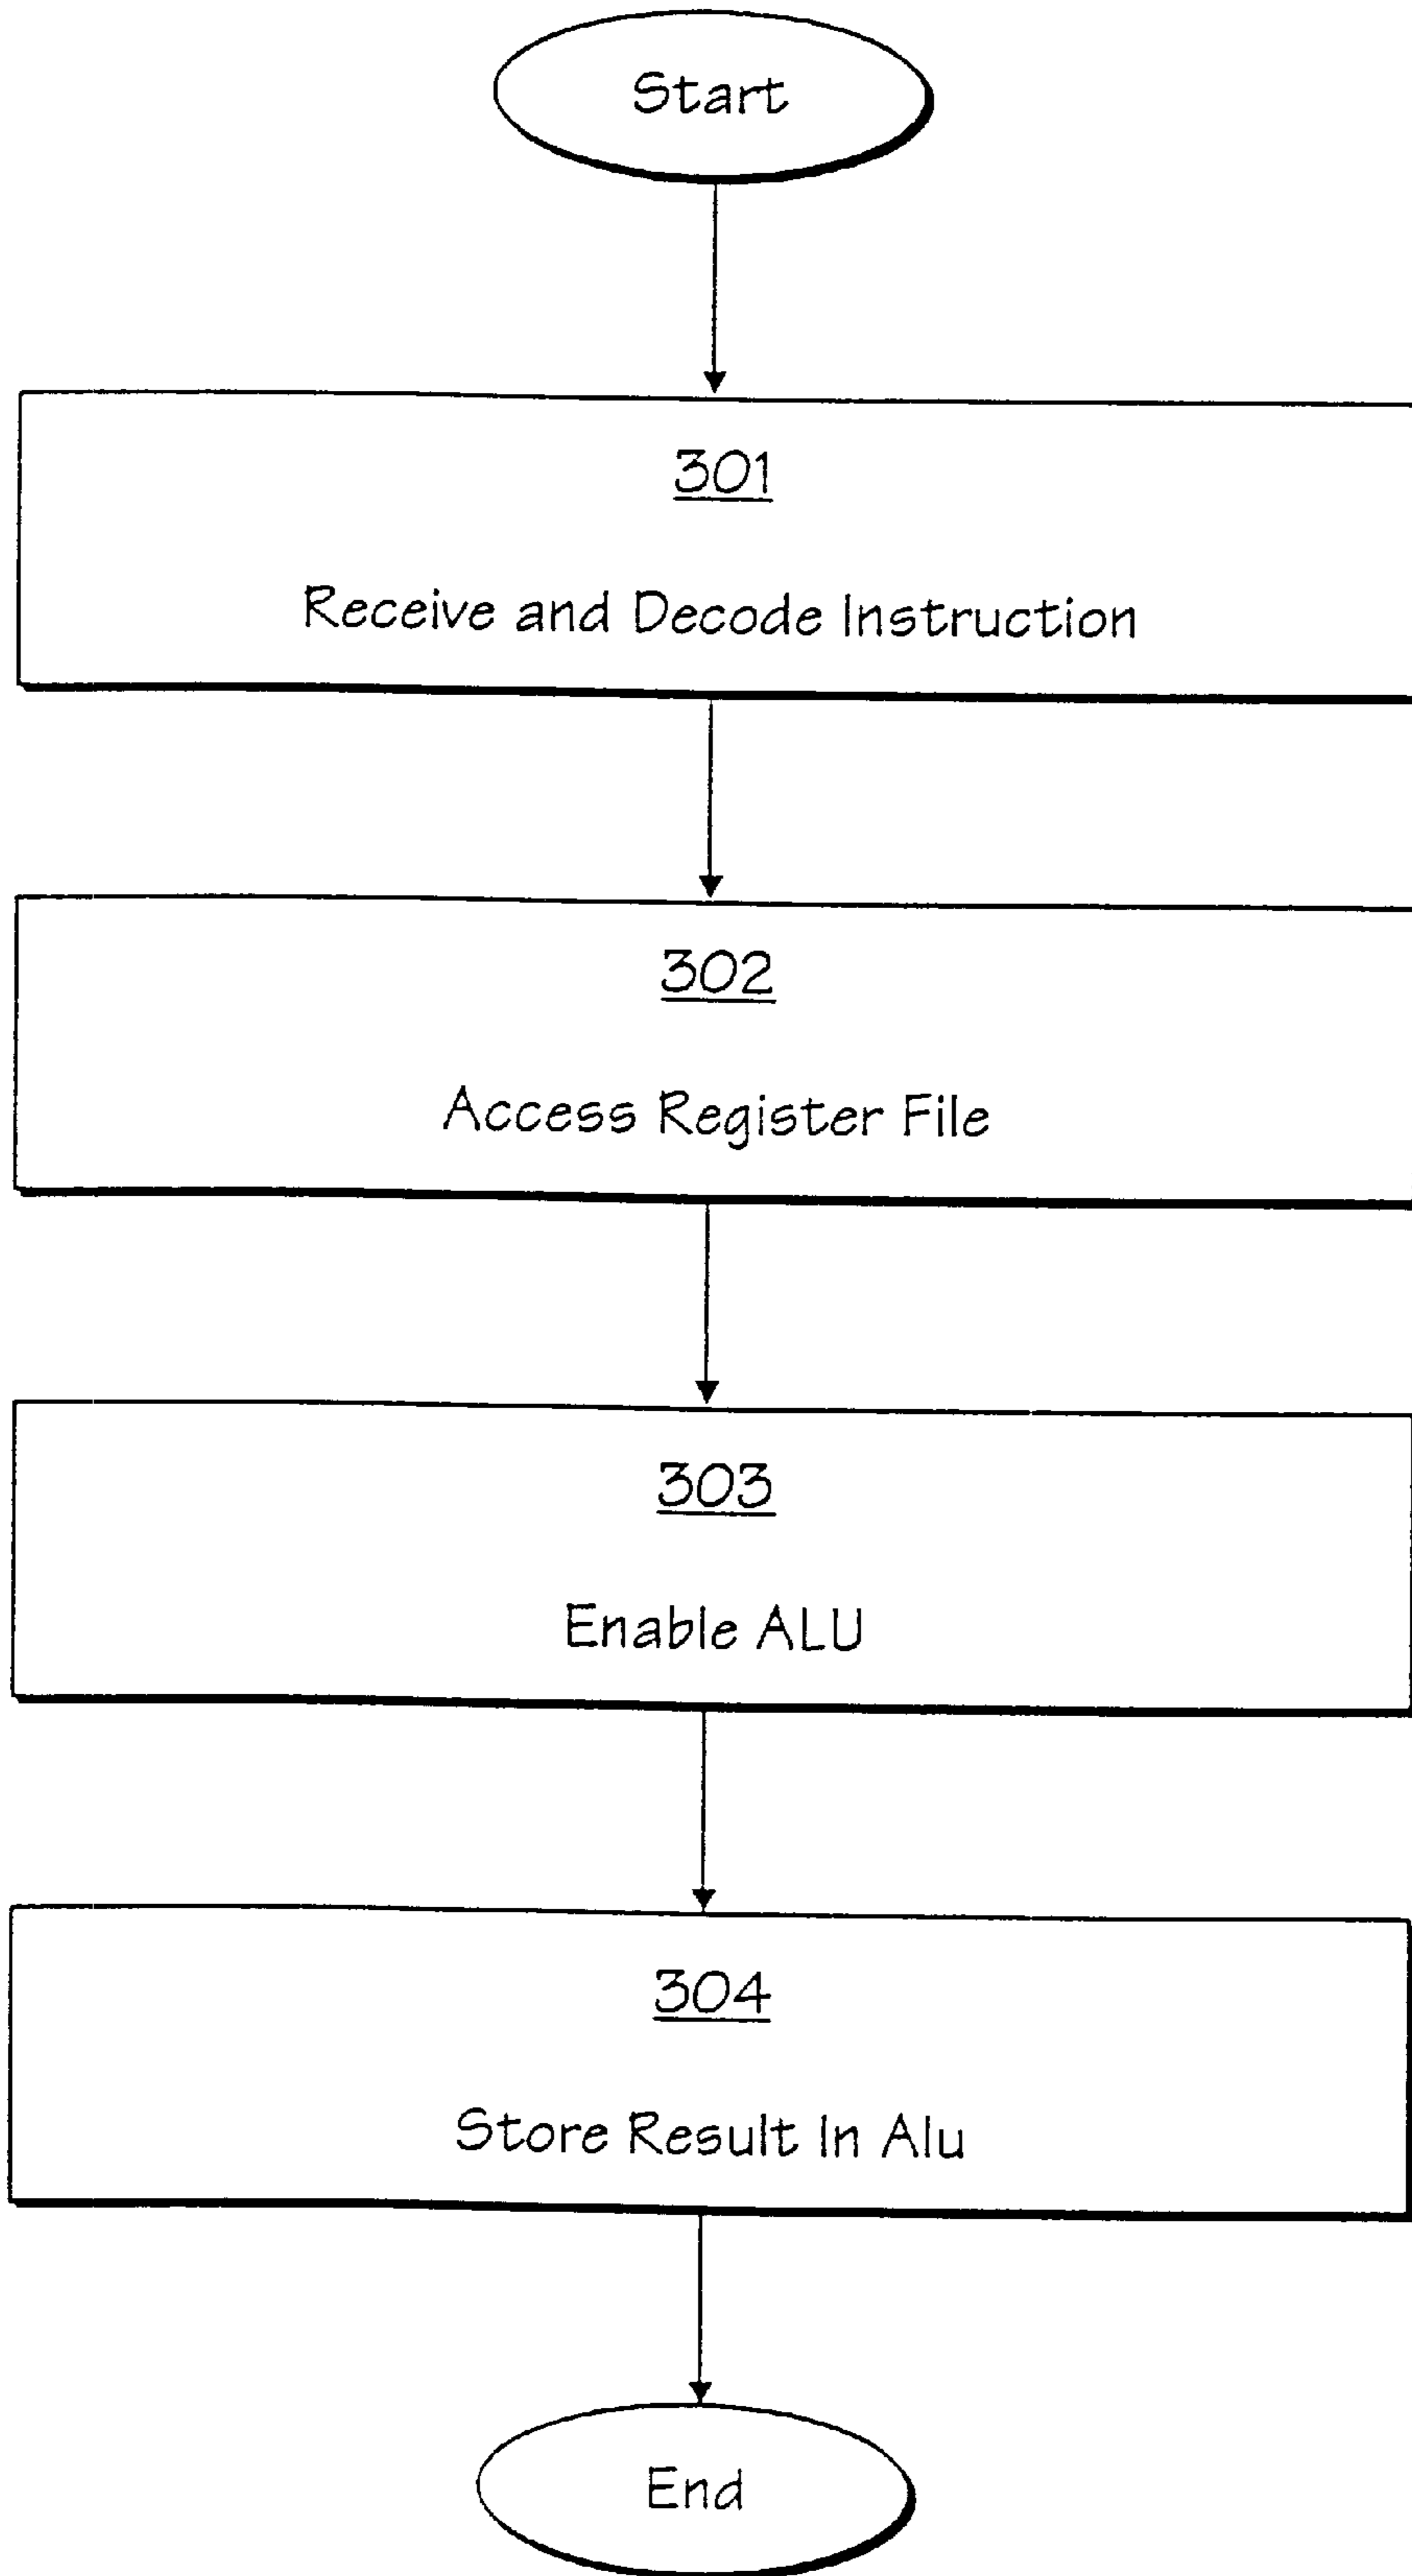 Start
301
Receive and Decode Instruction
302
Access Register File
303
Enable ALU
304
Store Result In Alu
End